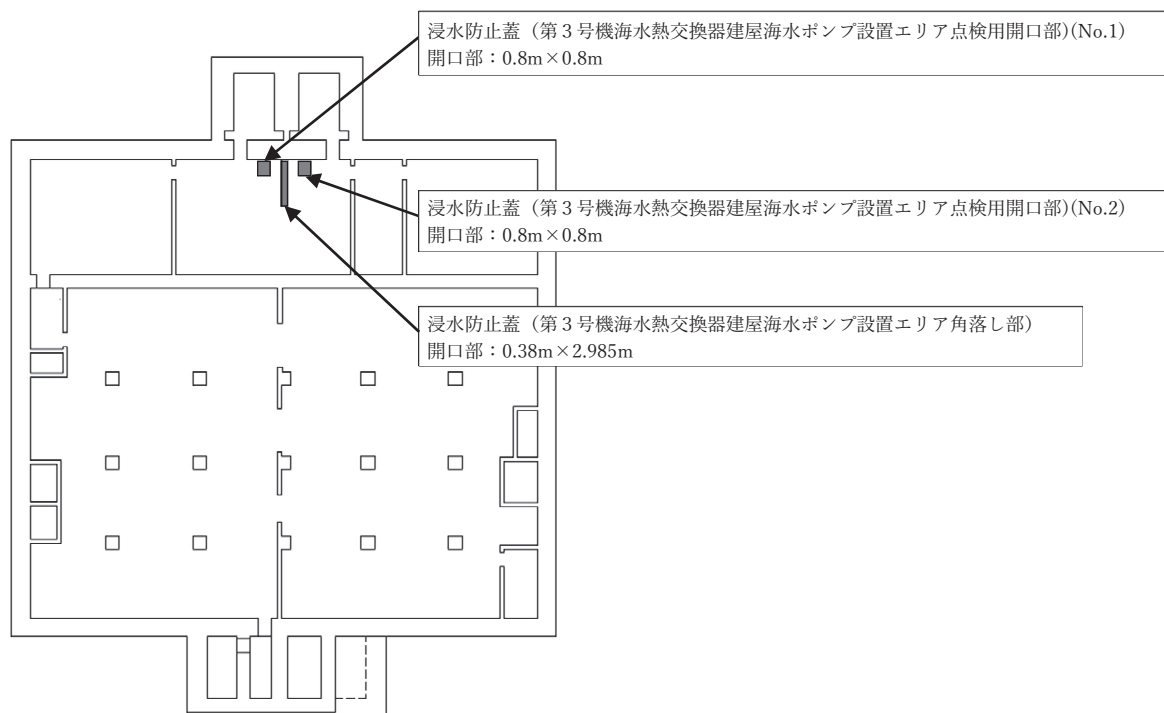 浸水防止蓋（第３号機海水熱交換器建屋海水ポンプ設置エリア点検用開口部）(No.1)
開口部：0.8m×0.8m
浸水防止蓋（第３号機海水熱交換器建屋海水ポンプ設置エリア点検用開口部）(No.2)
開口部：0.8m×0.8m
浸水防止蓋（第３号機海水熱交換器建屋海水ポンプ設置エリア角落し部）
開口部：0.38m×2.985m